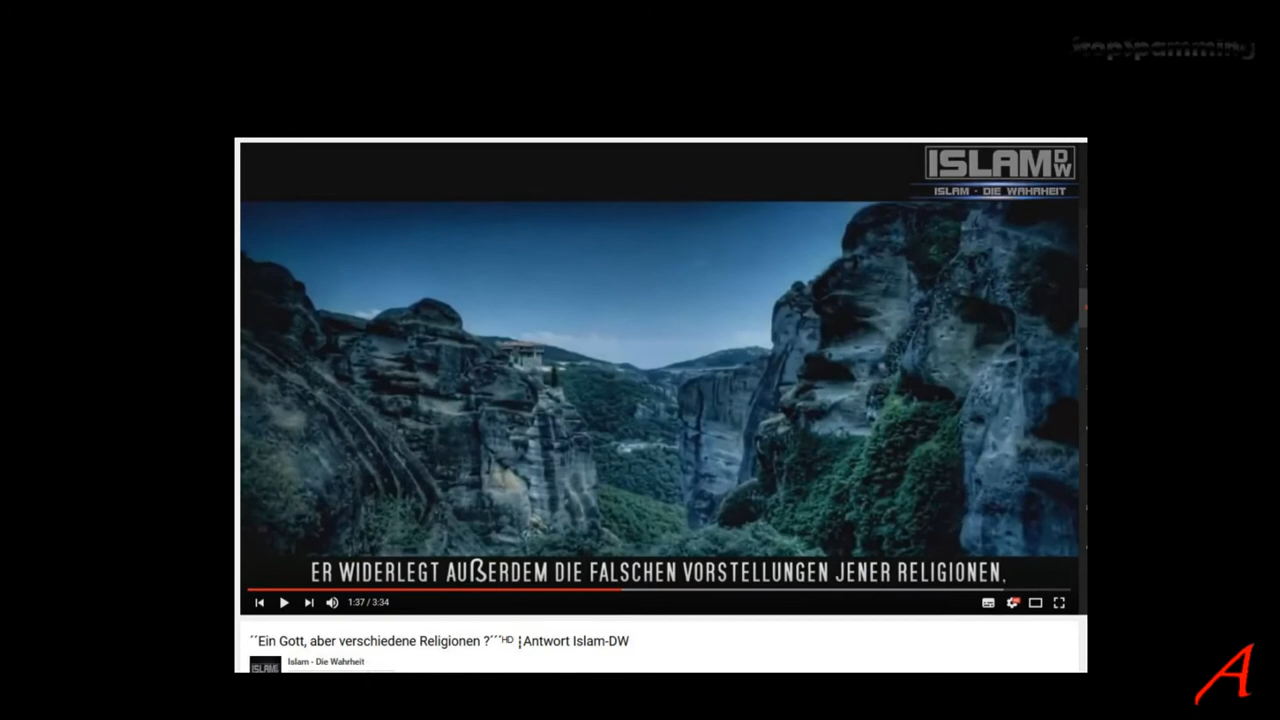 ISLAM DW
ISLAM - DIE WAHRHEIT
ER WIDERLEGT AUßERDEM DIE FALSCHEN VORSTELLUNGEN JENER RELIGIONEN,
1:37 / 3:34
´´Ein Gott, aber verschiedene Religionen ?´´´ᴴᴰ ¦Antwort Islam-DW
Islam - Die Wahrheit
ISLAM
A